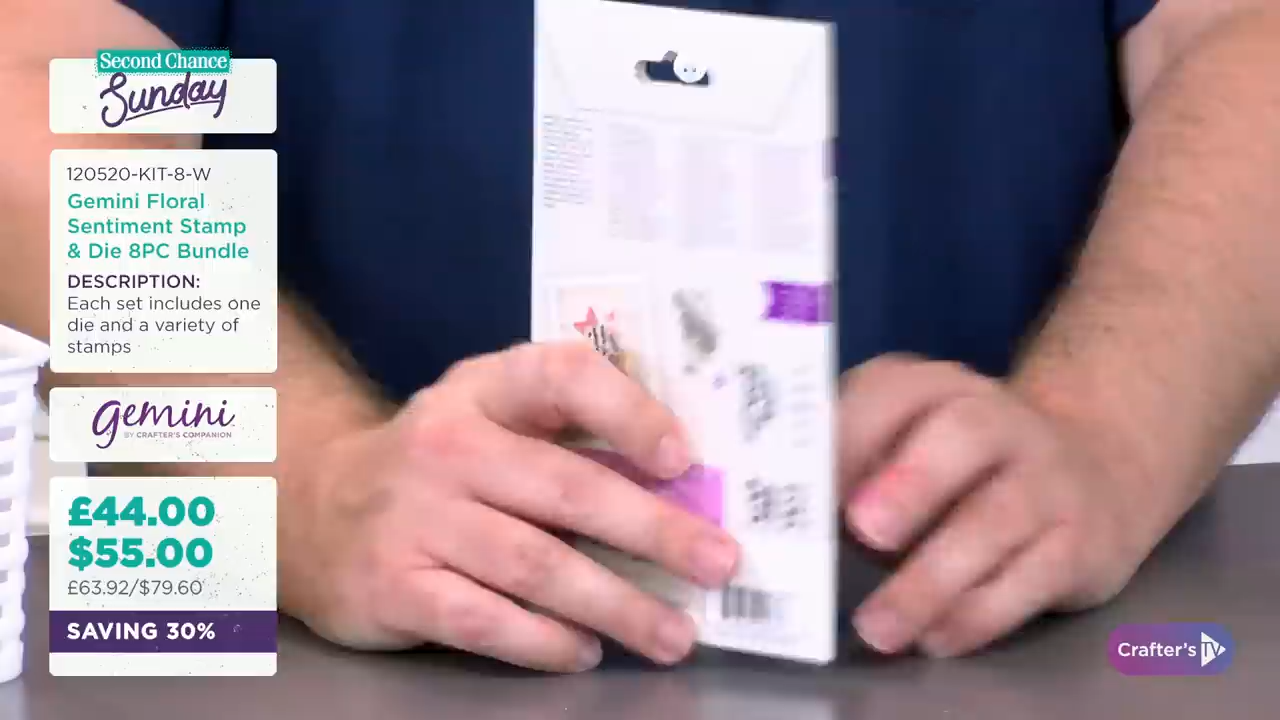 Second Chance
Sunday
120520-KIT-8-W
Gemini Floral
Sentiment Stamp
& Die 8PC Bundle
DESCRIPTION:
Each set includes one
die and a variety of
stamps
gemini
BY CRAFTER'S COMPANION
£44.00
$55.00
£63.92/$79.60
SAVING 30%
Crafter's TV